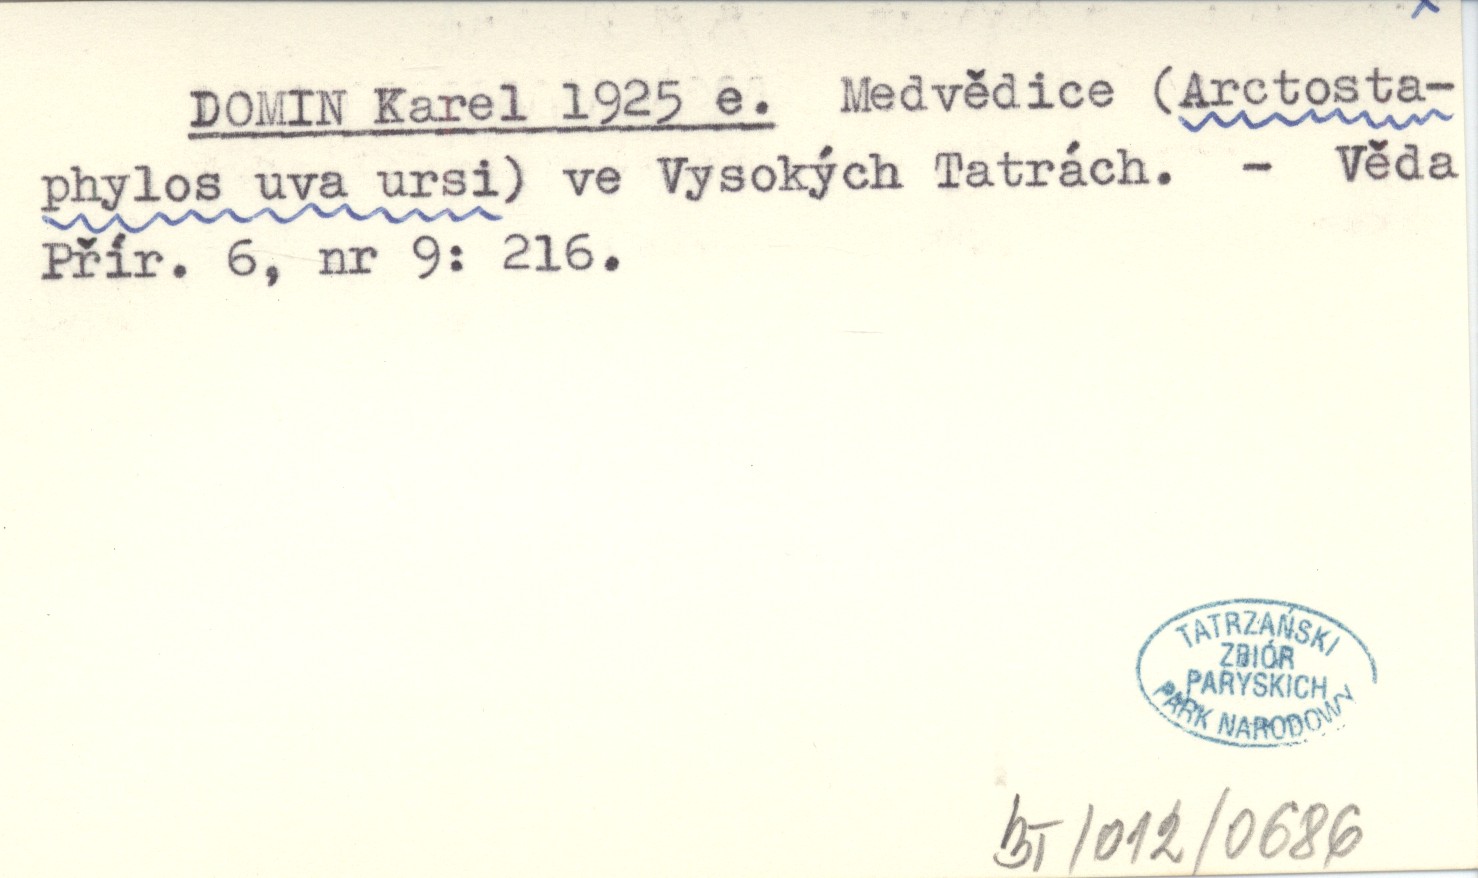 DOMIN Karel 1925 e. Medvědice (Arctosta-
phylos uva ursi) ve Vysokých Tatrách. - Věda
Přír. 6, nr 9: 216.
TATRZAŃSKI
ZBIÓR
PARYSKICH
PARK NARODOWY
BT/012/0686